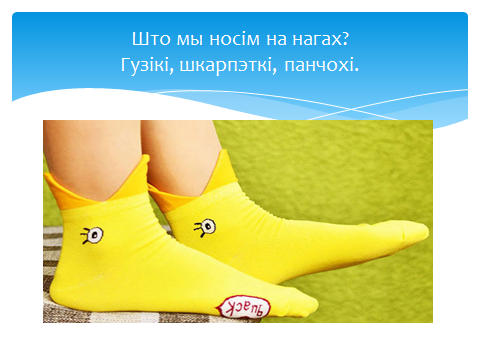 Што мы носім на нагах?
Гузікі, шкарпэткі, панчохі.
quack